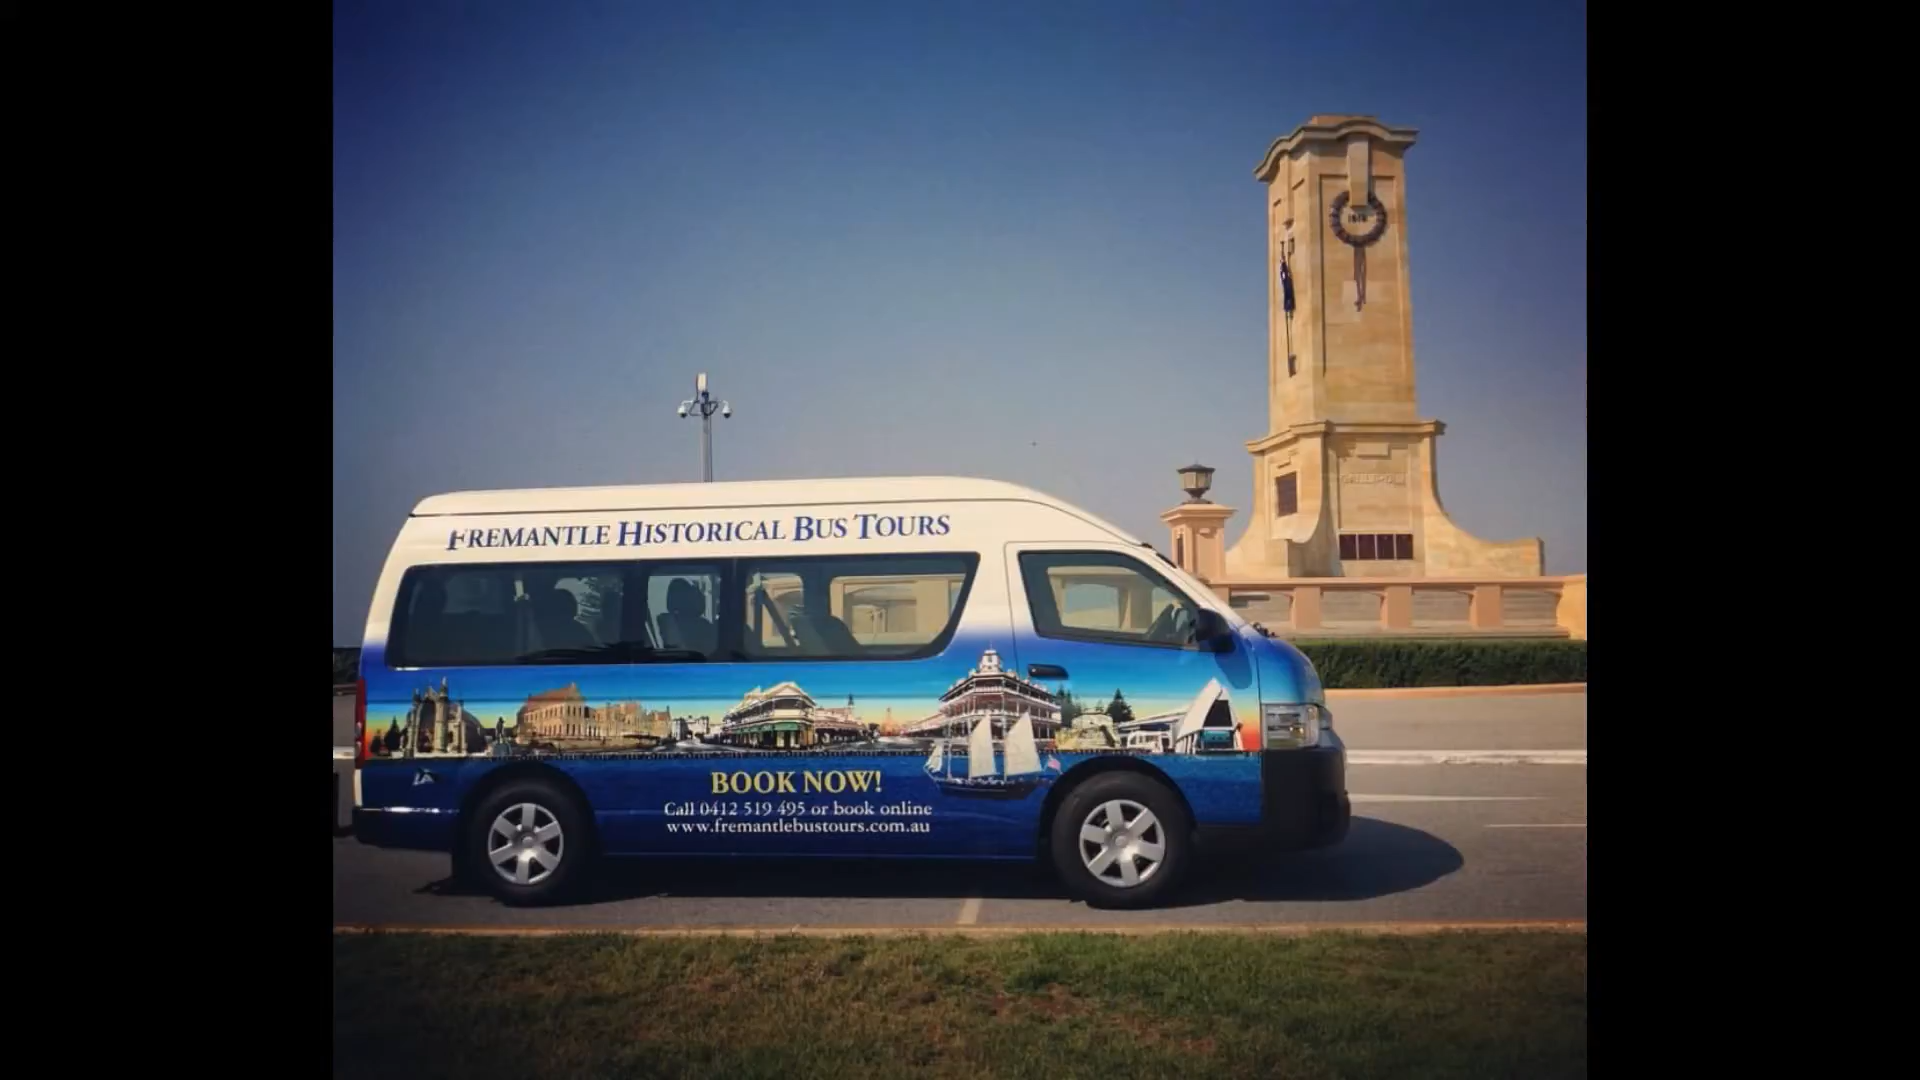 FREMANTLE HISTORICAL BUS TOURS
BOOK NOW!
Call 0412 519 495 or book online
www.fremantlebustours.com.au